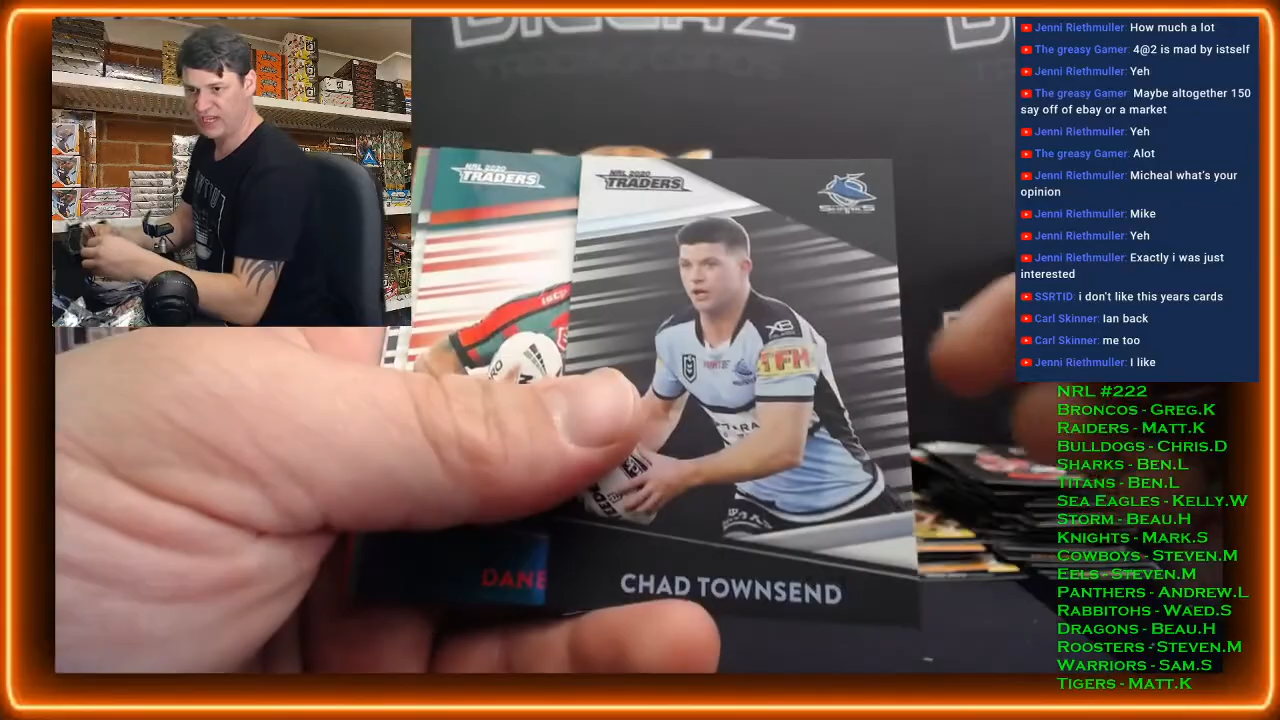 Jenni Riethmuller: How much a lot
The greasy Gamer: 4@2 is mad by istself
Jenni Riethmuller: Yeh
The greasy Gamer: Maybe altogether 150
say off of ebay or a market
Jenni Riethmuller: Yeh
The greasy Gamer: Alot
Jenni Riethmuller: Micheal what's your
opinion
Jenni Riethmuller: Mike
Jenni Riethmuller: Yeh
Jenni Riethmuller: Exactly i was just
interested
SSRTID: i don't like this years cards
Carl Skinner: Ian back
Carl Skinner: me too
Jenni Riethmuller: I like
NRL #222
Broncos - Greg.K
Raiders - Matt.K
Bulldogs - Chris.D
Sharks - Ben.L
Titans - Ben.L
Sea Eagles - Kelly.W
Storm - Beau.H
Knights - Mark.S
Cowboys - Steven.M
Eels - Steven.M
Panthers - Andrew.L
Rabbitohs - Waed.S
Dragons - Beau.H
Roosters - Steven.M
Warriors - Sam.S
Tigers - Matt.K
NRL 2020
TRADERS
NRL 2020
TRADERS
SHARKS
DANE
CHAD TOWNSEND